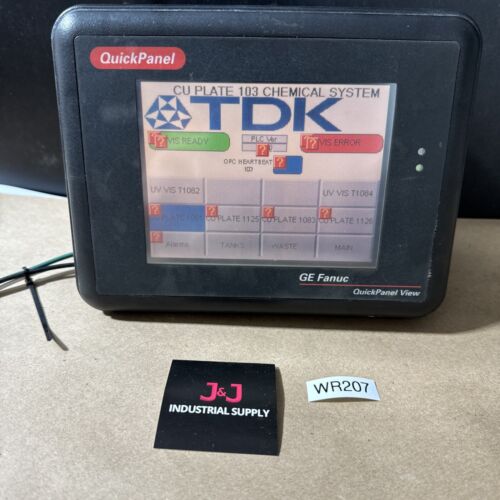 QuickPanel
CU PLATE 103 CHEMICAL SYSTEM
TDK
VIS READY
PLC Ver
VIS ERROR
OPC HEARTBEAT
UV VIS T1082
UV VIS T1084
CU PLATE 1125
CU PLATE 1083
CU PLATE 1126
Alarms
TANKS
WASTE
MAIN
GE Fanuc
QuickPanel View
J&J
INDUSTRIAL SUPPLY
WR207